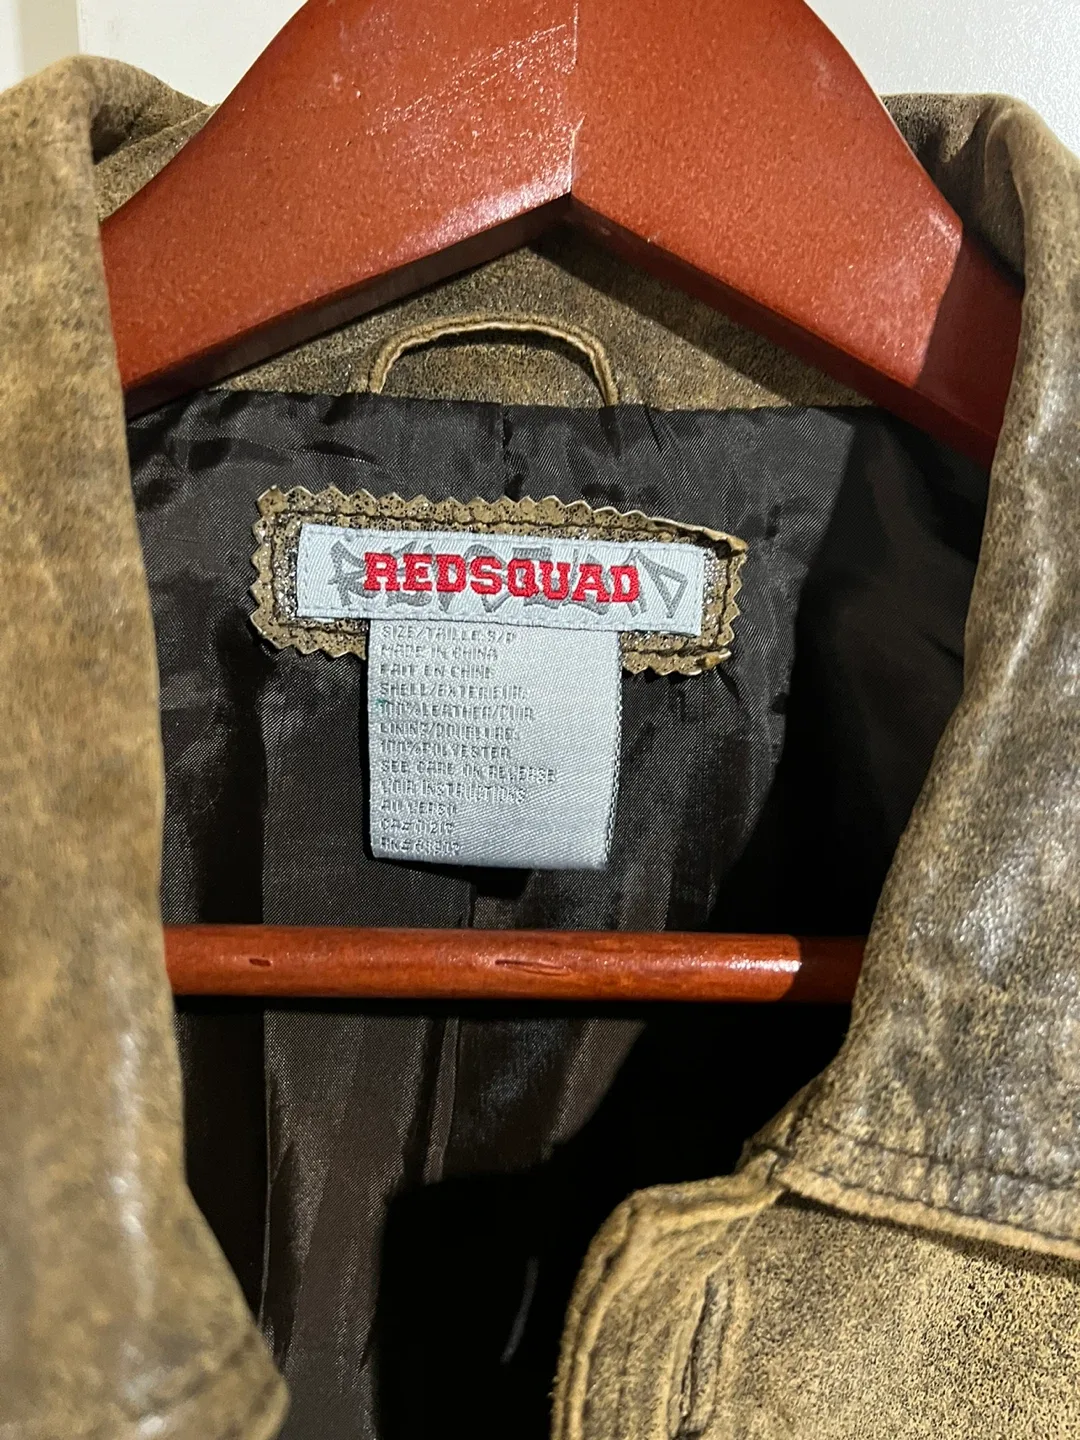 REDSQUAD
SIZE/TAILLE:S/P
MADE IN CHINA
FAIT EN CHINE
SHELL/EXTERIEUR:
100%LEATHER/CUIR
LINING/DOUBLURE:
100%POLYESTER
SEE CARE ON REVERSE
VOIR INSTRUCTIONS
AU VERSO